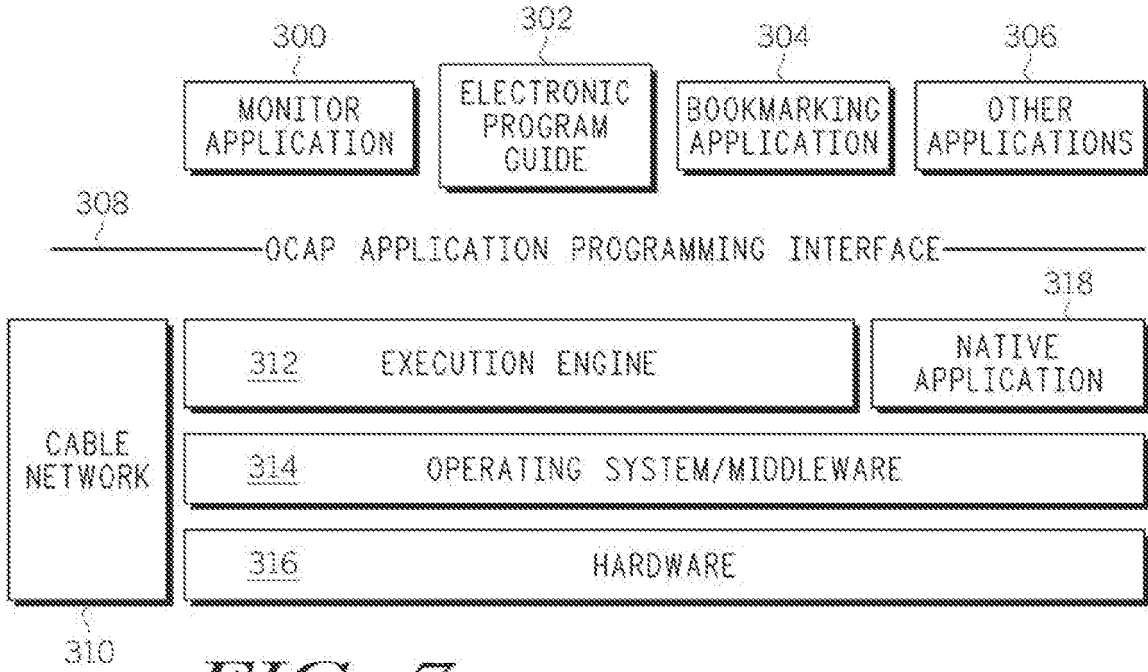 300
302
304
306
MONITOR
APPLICATION
ELECTRONIC
PROGRAM
GUIDE
BOOKMARKING
APPLICATION
OTHER
APPLICATIONS
308
OCAP APPLICATION PROGRAMMING INTERFACE
318
312 EXECUTION ENGINE
NATIVE
APPLICATION
CABLE
NETWORK
314 OPERATING SYSTEM/MIDDLEWARE
316 HARDWARE
310